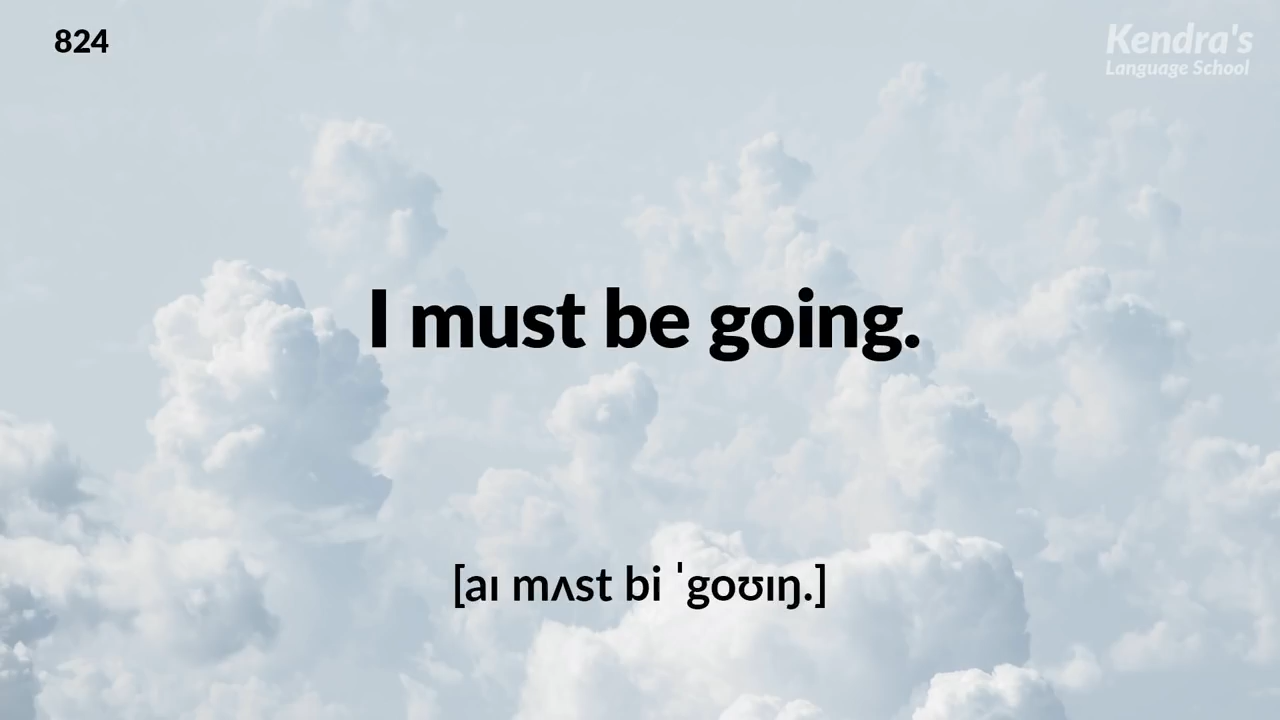 824
Kendra's
Language School
I must be going.
[aɪ mʌst bi ˈgoʊɪŋ.]